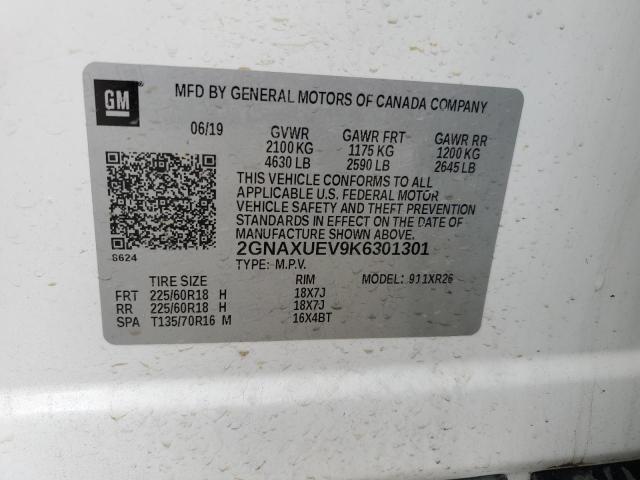 GM
MFD BY GENERAL MOTORS OF CANADA COMPANY
06/19 GVWR GAWR FRT GAWR RR
2100 KG 1175 KG 1200 KG
4630 LB 2590 LB 2645 LB
THIS VEHICLE CONFORMS TO ALL
APPLICABLE U.S. FEDERAL MOTOR
VEHICLE SAFETY AND THEFT PREVENTION
STANDARDS IN EFFECT ON THE DATE OF
MANUFACTURE SHOWN ABOVE.
2GNAXUEV9K6301301
S624 TYPE: M.P.V.
TIRE SIZE RIM MODEL: 911XR26
FRT 225/60R18 H 18X7J
RR 225/60R18 H 18X7J
SPA T135/70R16 M 16X4BT